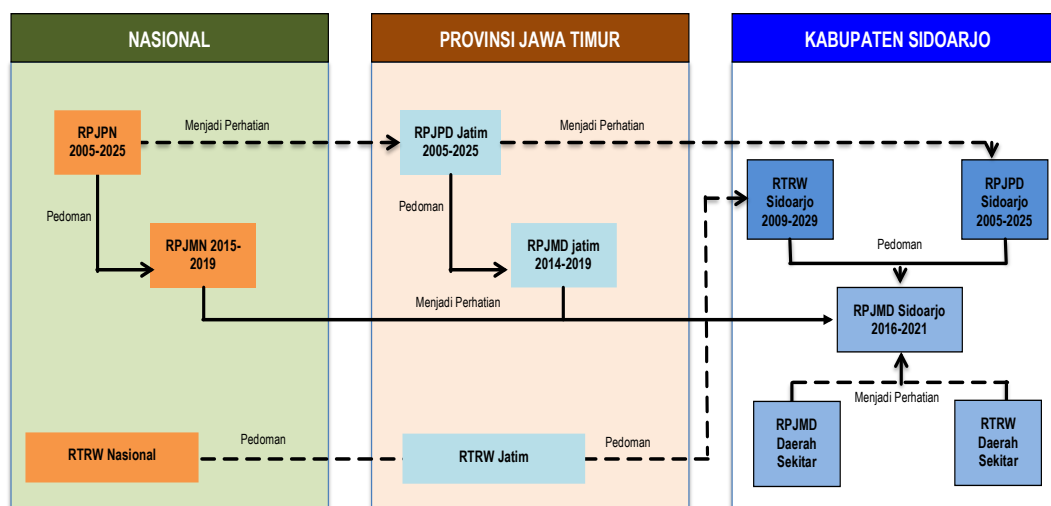 NASIONAL
PROVINSI JAWA TIMUR
KABUPATEN SIDOARJO
RPJPN
2005-2025
Menjadi Perhatian
RPJPD Jatim
2005-2025
Menjadi Perhatian
RTRW
Sidoarjo
2009-2029
RPJPD
Sidoarjo
2005-2025
Pedoman
Pedoman
Pedoman
RPJMN 2015-
2019
RPJMD jatim
2014-2019
Menjadi Perhatian
RPJMD Sidoarjo
2016-2021
Menjadi Perhatian
RPJMD
Daerah
Sekitar
RTRW
Daerah
Sekitar
RTRW Nasional
Pedoman
RTRW Jatim
Pedoman